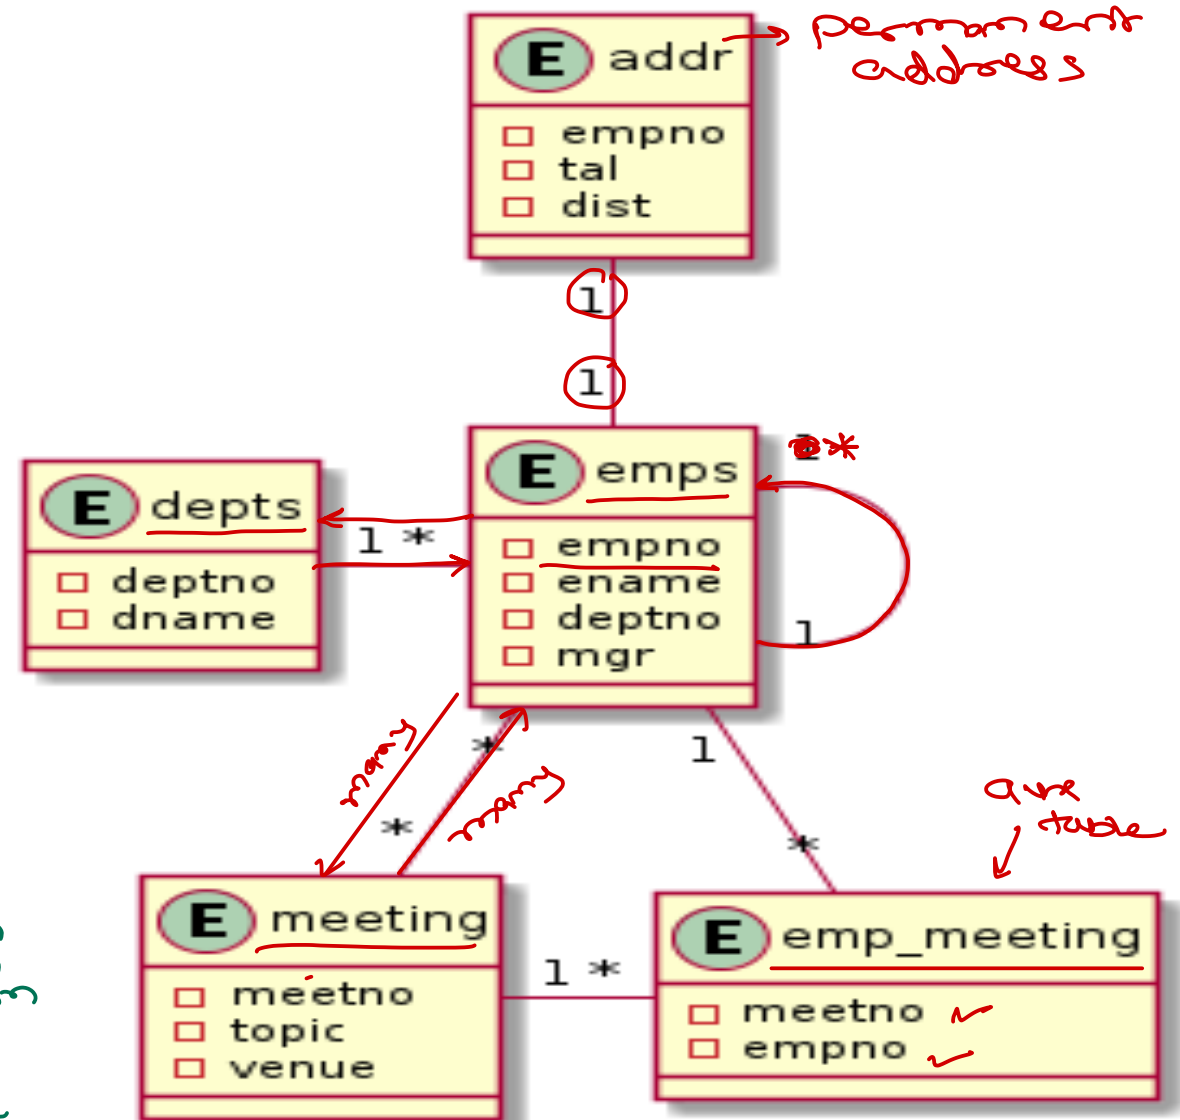 E addr
permanent
address
empno
tal
dist
1
1
E emps
*
E depts
1 *
empno
ename
deptno
mgr
deptno
dname
1
many
*
many
*
1
*
aux
table
E meeting
E emp_meeting
1 *
meetno
topic
venue
meetno
empno